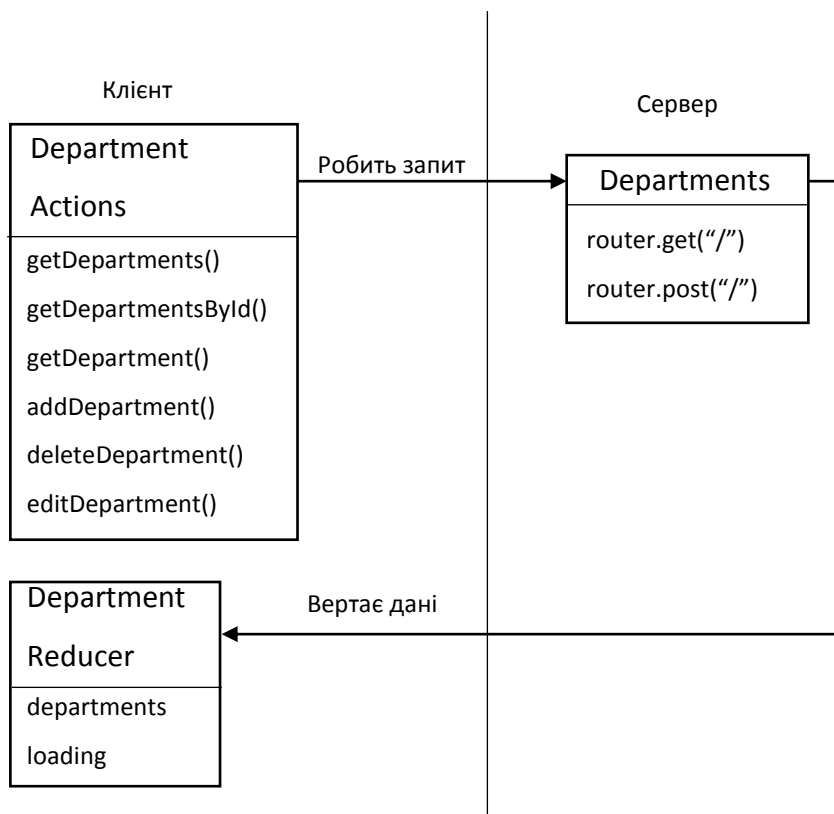 Клієнт
Сервер
Department
Actions
getDepartments()
getDepartmentsById()
getDepartment()
addDepartment()
deleteDepartment()
editDepartment()
Робить запит
Departments
router.get(“/”)
router.post(“/”)
Department
Reducer
departments
loading
Вертає дані